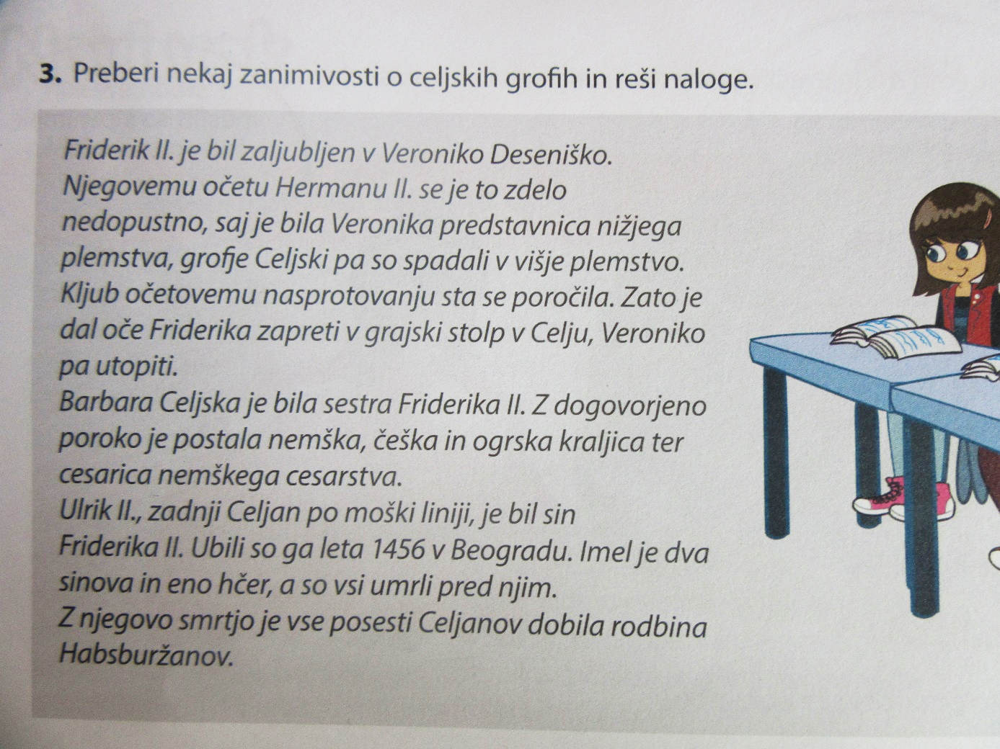 3. Preberi nekaj zanimivosti o celjskih grofih in reši naloge.
Friderik II. je bil zaljubljen v Veroniko Deseniško.
Njegovemu očetu Hermanu II. se je to zdelo
nedopustno, saj je bila Veronika predstavnica nižjega
plemstva, grofje Celjski pa so spadali v višje plemstvo.
Kljub očetovemu nasprotovanju sta se poročila. Zato je
dal oče Friderika zapreti v grajski stolp v Celju, Veroniko
pa utopiti.
Barbara Celjska je bila sestra Friderika II. Z dogovorjeno
poroko je postala nemška, češka in ogrska kraljica ter
cesarica nemškega cesarstva.
Ulrik II., zadnji Celjan po moški liniji, je bil sin
Friderika II. Ubili so ga leta 1456 v Beogradu. Imel je dva
sinova in eno hčer, a so vsi umrli pred njim.
Z njegovo smrtjo je vse posesti Celjanov dobila rodbina
Habsburžanov.